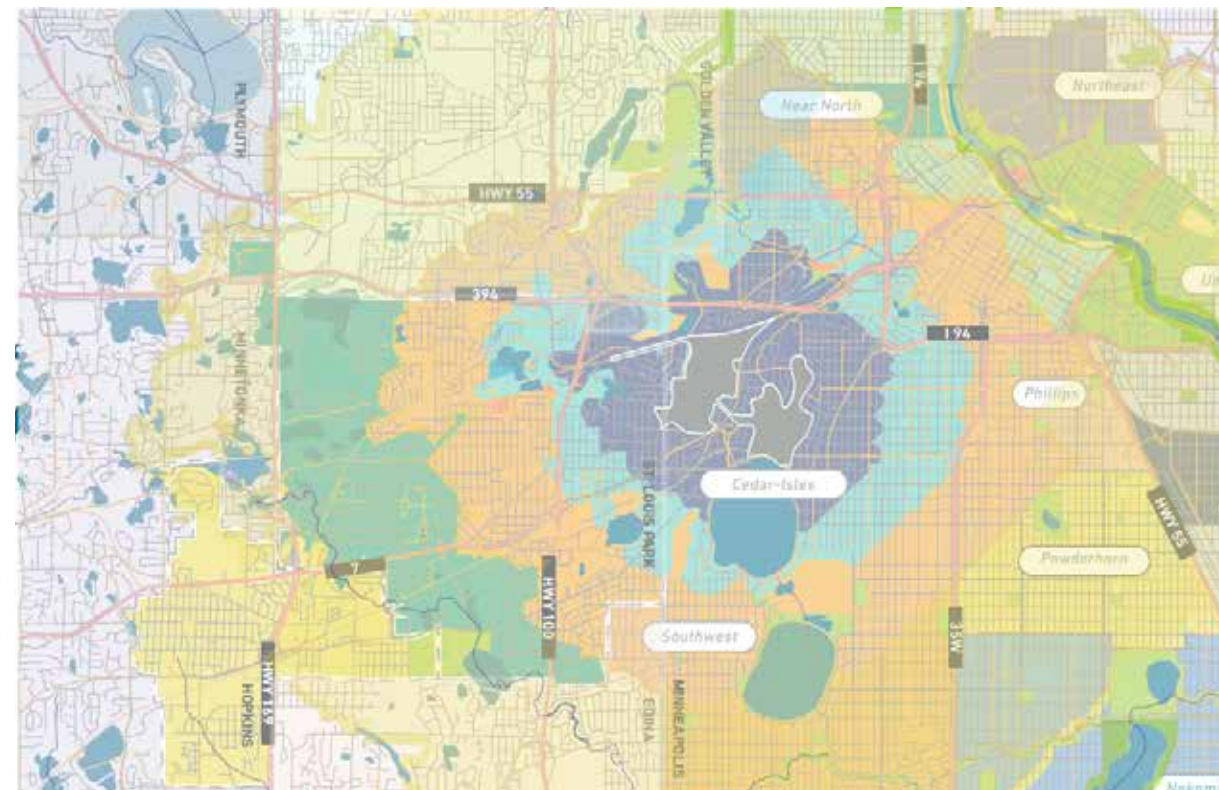 Northeast
Near North
I 94
GOLDEN VALLEY
PLYMOUTH
HWY 55
394
I 94
MINNETONKA
Phillips
Cedar-Isles
ST LOUIS PARK
HWY 55
Powderhorn
7
HWY 100
Southwest
35W
HWY 169
HOPKINS
EDINA
MINNEAPOLIS